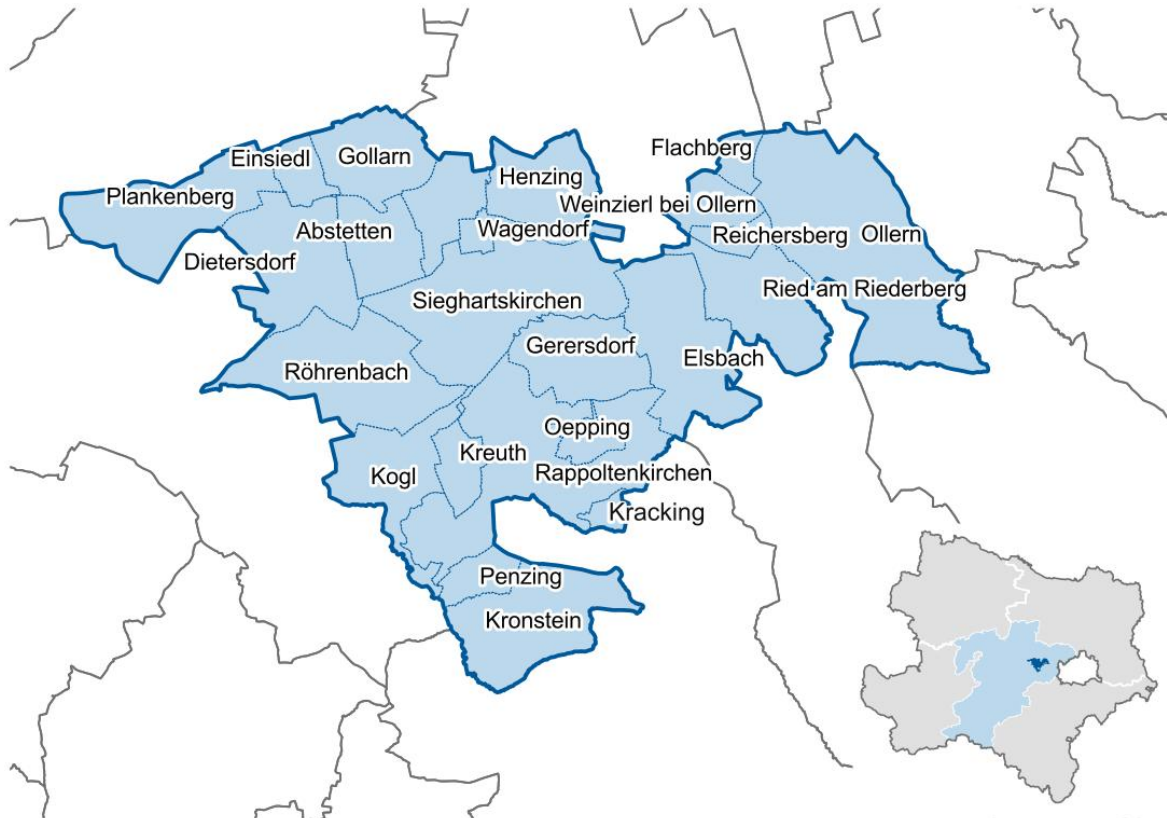 Flachberg
Einsiedl
Gollarn
Henzing
Plankenberg
Weinzierl bei Ollern
Abstetten
Wagendorf
Reichersberg
Ollern
Dietersdorf
Ried am Riederberg
Sieghartskirchen
Gerersdorf
Elsbach
Röhrenbach
Oepping
Kreuth
Kogl
Rappoltenkirchen
Kracking
Penzing
Kronstein